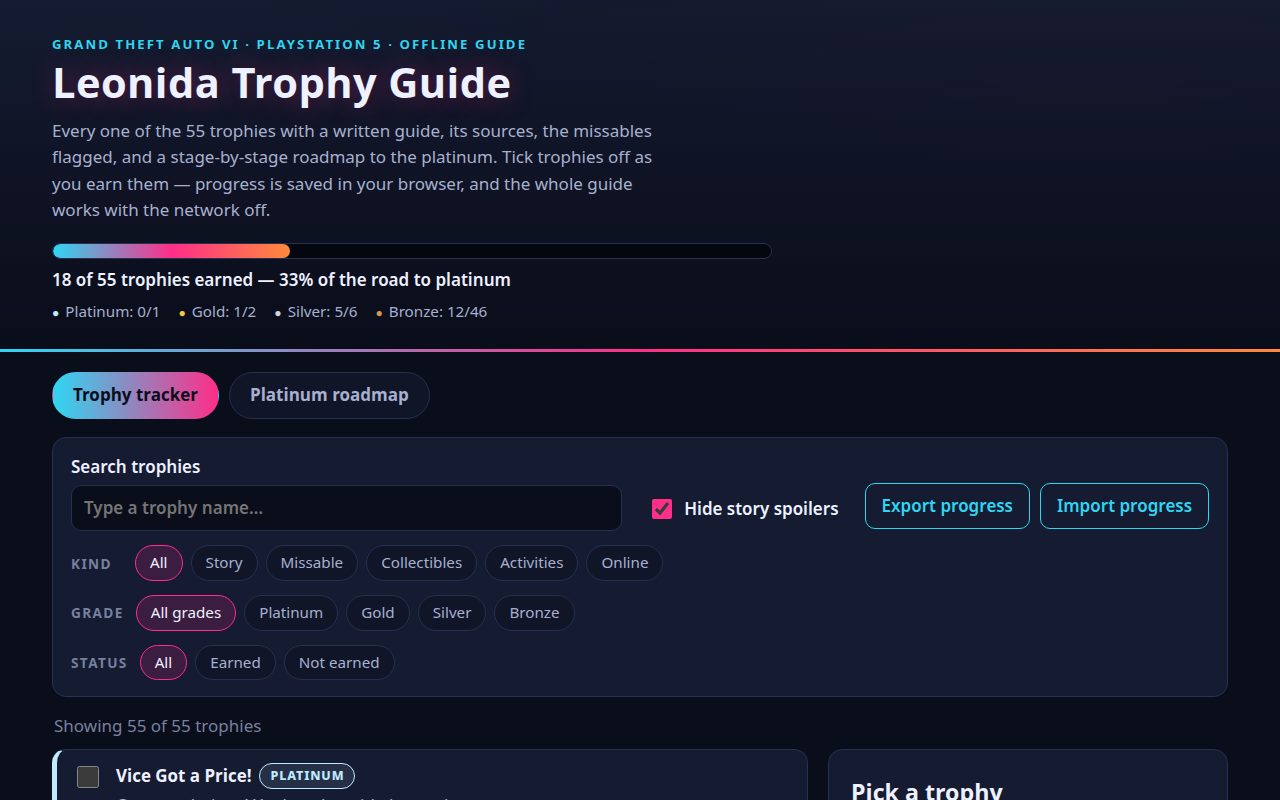 GRAND THEFT AUTO VI · PLAYSTATION 5 · OFFLINE GUIDE
Leonida Trophy Guide
Every one of the 55 trophies with a written guide, its sources, the missables
flagged, and a stage-by-stage roadmap to the platinum. Tick trophies off as
you earn them — progress is saved in your browser, and the whole guide
works with the network off.
18 of 55 trophies earned — 33% of the road to platinum
Platinum: 0/1 Gold: 1/2 Silver: 5/6 Bronze: 12/46
Trophy tracker Platinum roadmap
Search trophies
Type a trophy name... Hide story spoilers Export progress Import progress
KIND All Story Missable Collectibles Activities Online
GRADE All grades Platinum Gold Silver Bronze
STATUS All Earned Not earned
Showing 55 of 55 trophies
Vice Got a Price! PLATINUM
Pick a trophy